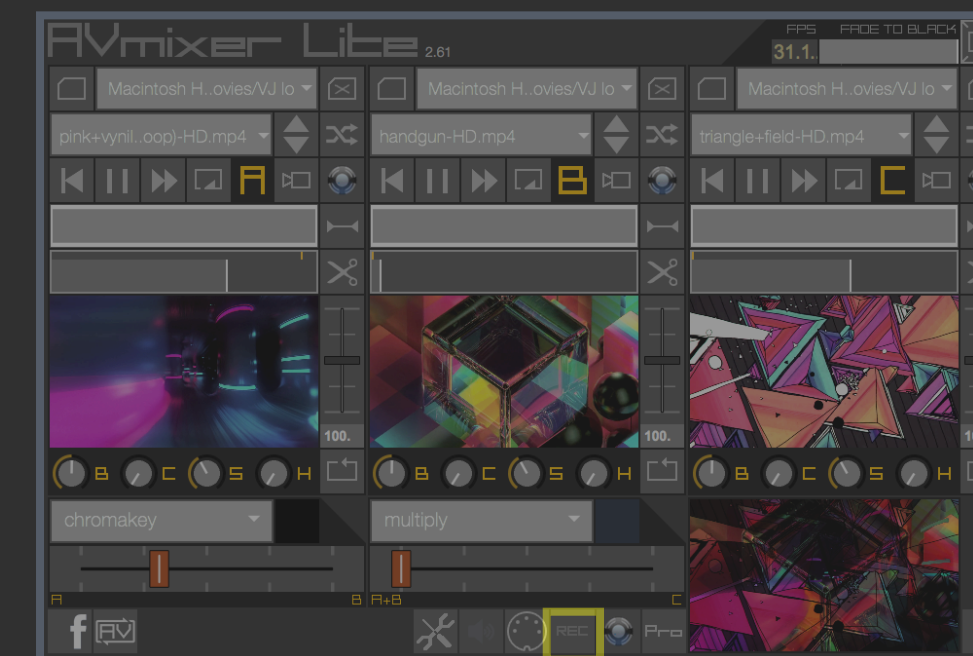 AVmixer Lite 2.61
FPS FADE TO BLACK
31.1.
Macintosh H..ovies/VJ lo Macintosh H..ovies/VJ lo Macintosh H..ovies/VJ lo
pink+vynil..oop)-HD.mp4 handgun-HD.mp4 triangle+field-HD.mp4
A B C
100. 100. 10
B C S H B C S H B C S H
chromakey multiply
A B A+B C
f AV REC Pro